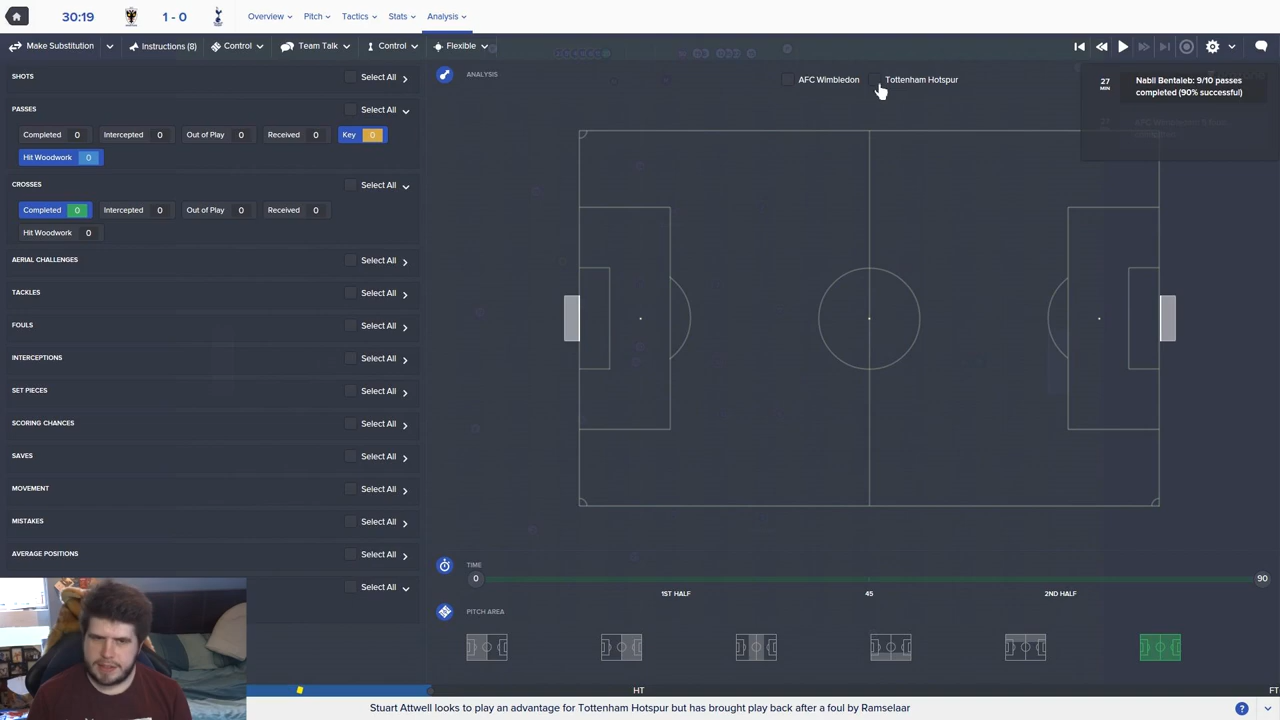 30:19
1 - 0
Overview
Pitch
Tactics
Stats
Analysis
Make Substitution
Instructions (8)
Control
Team Talk
Control
Flexible
SHOTS
Select All
ANALYSIS
AFC Wimbledon
Tottenham Hotspur
27
MIN
Nabil Bentaleb: 9/10 passes
completed (90% successful)
PASSES
Select All
Completed 0
Intercepted 0
Out of Play 0
Received 0
Key 0
Hit Woodwork 0
CROSSES
Select All
Completed 0
Intercepted 0
Out of Play 0
Received 0
Hit Woodwork 0
AERIAL CHALLENGES
Select All
TACKLES
Select All
FOULS
Select All
INTERCEPTIONS
Select All
SET PIECES
Select All
SCORING CHANCES
Select All
SAVES
Select All
MOVEMENT
Select All
MISTAKES
Select All
AVERAGE POSITIONS
Select All
Select All
TIME
0
90
1ST HALF
45
2ND HALF
PITCH AREA
HT
FT
Stuart Attwell looks to play an advantage for Tottenham Hotspur but has brought play back after a foul by Ramselaar
?